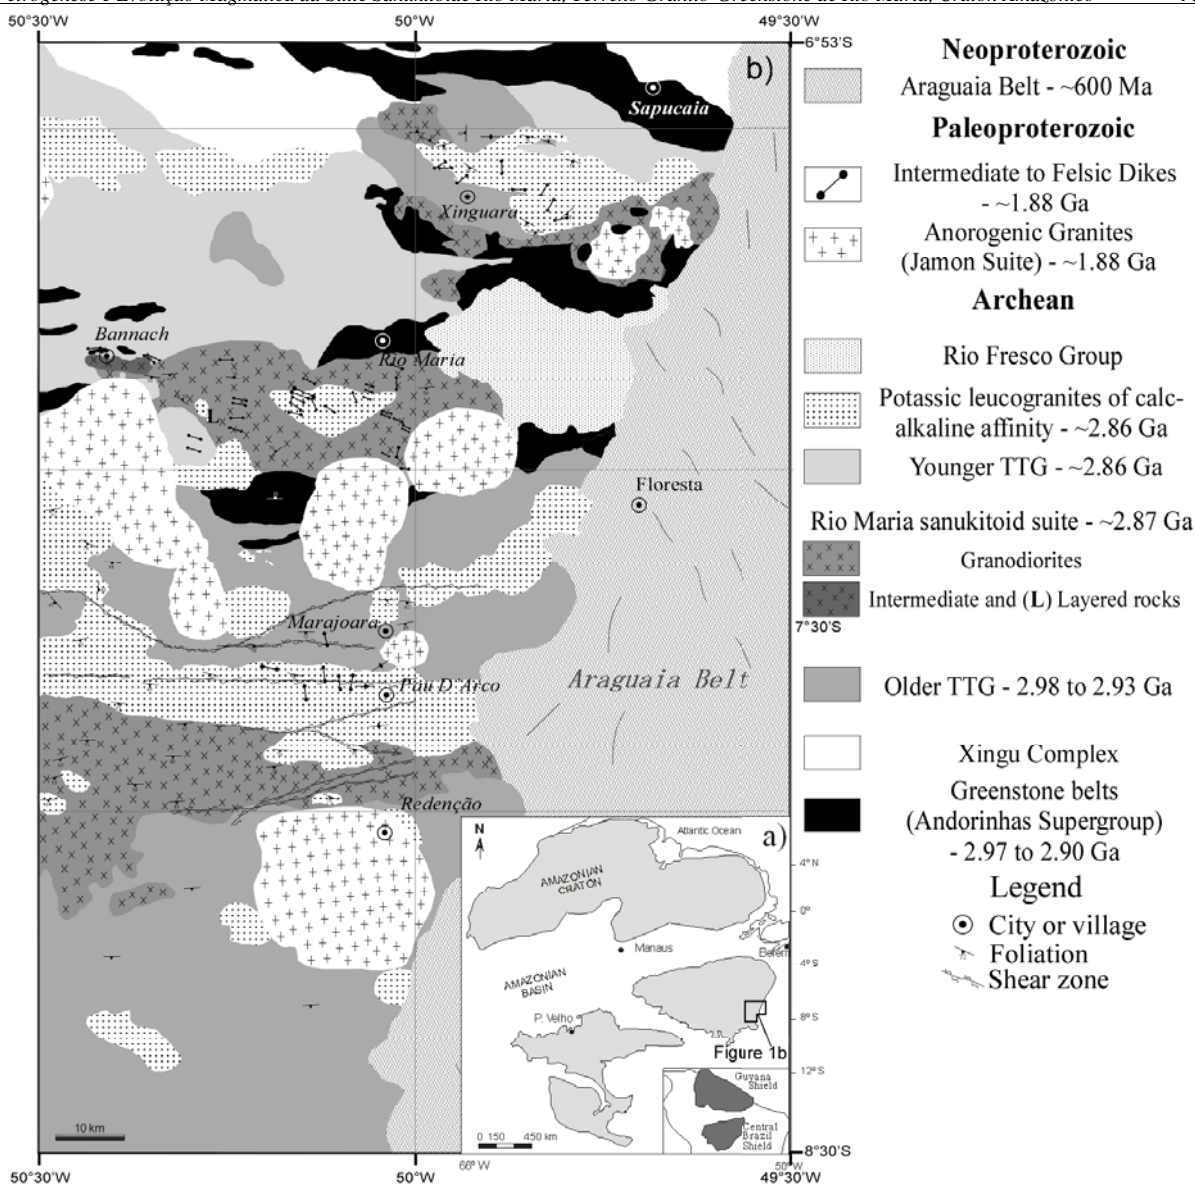 Petrogênese e Evolução Magmática da Suíte Sanukitóide Rio Maria, Terreno Granito-Greenstone de Rio Maria, Cráton Amazônico
50°30'W
50°W
49°30'W
6°53'S
b)
Sapucaia
Xinguara
Bannach
Rio Maria
L
Floresta
Marajoara
7°30'S
Pau D'Arco
Araguaia Belt
Redenção
10 km
50°30'W
50°W
49°30'W
8°30'S
Neoproterozoic
Araguaia Belt - ~600 Ma
Paleoproterozoic
Intermediate to Felsic Dikes
- ~1.88 Ga
Anorogenic Granites
(Jamon Suite) - ~1.88 Ga
Archean
Rio Fresco Group
Potassic leucogranites of calc-
alkaline affinity - ~2.86 Ga
Younger TTG - ~2.86 Ga
Rio Maria sanukitoid suite - ~2.87 Ga
Granodiorites
Intermediate and (L) Layered rocks
Older TTG - 2.98 to 2.93 Ga
Xingu Complex
Greenstone belts
(Andorinhas Supergroup)
- 2.97 to 2.90 Ga
Legend
City or village
Foliation
Shear zone
a)
N
Atlantic Ocean
AMAZONIAN
CRATON
4°N
0°
Manaus
Belém
4°S
AMAZONIAN
BASIN
P. Velho
8°S
Figure 1b
12°S
Guyana
Shield
Central
Brazil
Shield
0 150 450 km
66° W
50° W